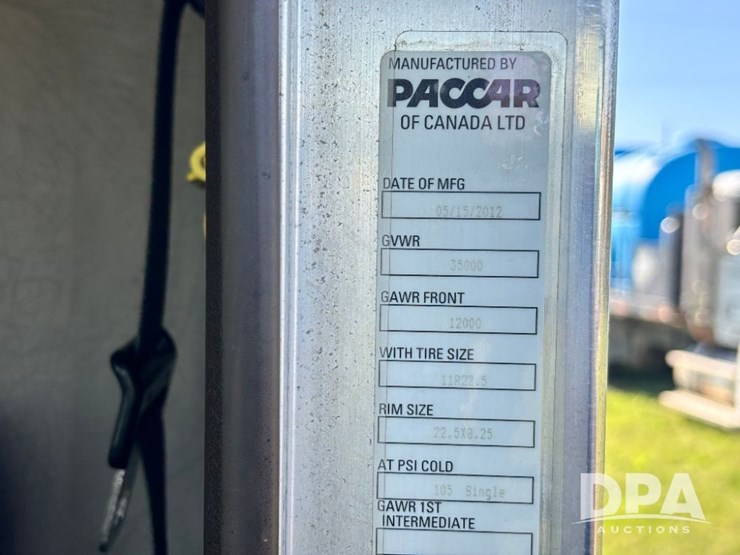 MANUFACTURED BY
PACCAR
OF CANADA LTD
DATE OF MFG
05/15/2012
GVWR
35000
GAWR FRONT
12000
WITH TIRE SIZE
11R22.5
RIM SIZE
22.5X8.25
AT PSI COLD
105 Single
GAWR 1ST
INTERMEDIATE
DPA
AUCTIONS